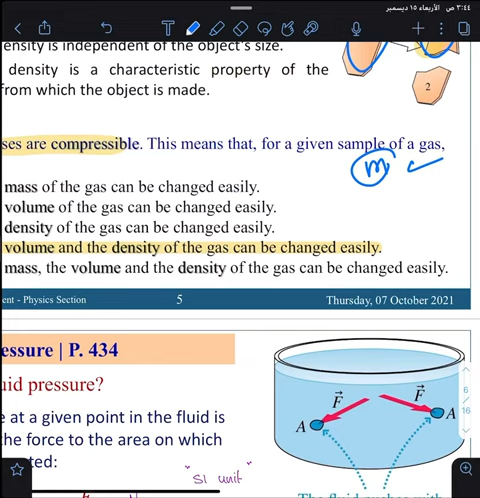 ٣:٤٤ ص الأربعاء ١٥ ديسمبر
ensity is independent of the object's size.
density is a characteristic property of the
from which the object is made.
2
ses are compressible. This means that, for a given sample of a gas,
m
mass of the gas can be changed easily.
volume of the gas can be changed easily.
density of the gas can be changed easily.
volume and the density of the gas can be changed easily.
mass, the volume and the density of the gas can be changed easily.
ent - Physics Section 5 Thursday, 07 October 2021
essure | P. 434
uid pressure?
e at a given point in the fluid is
the force to the area on which
ted:
"SI unit"
F F
A A
6
16
The fluid pushes with